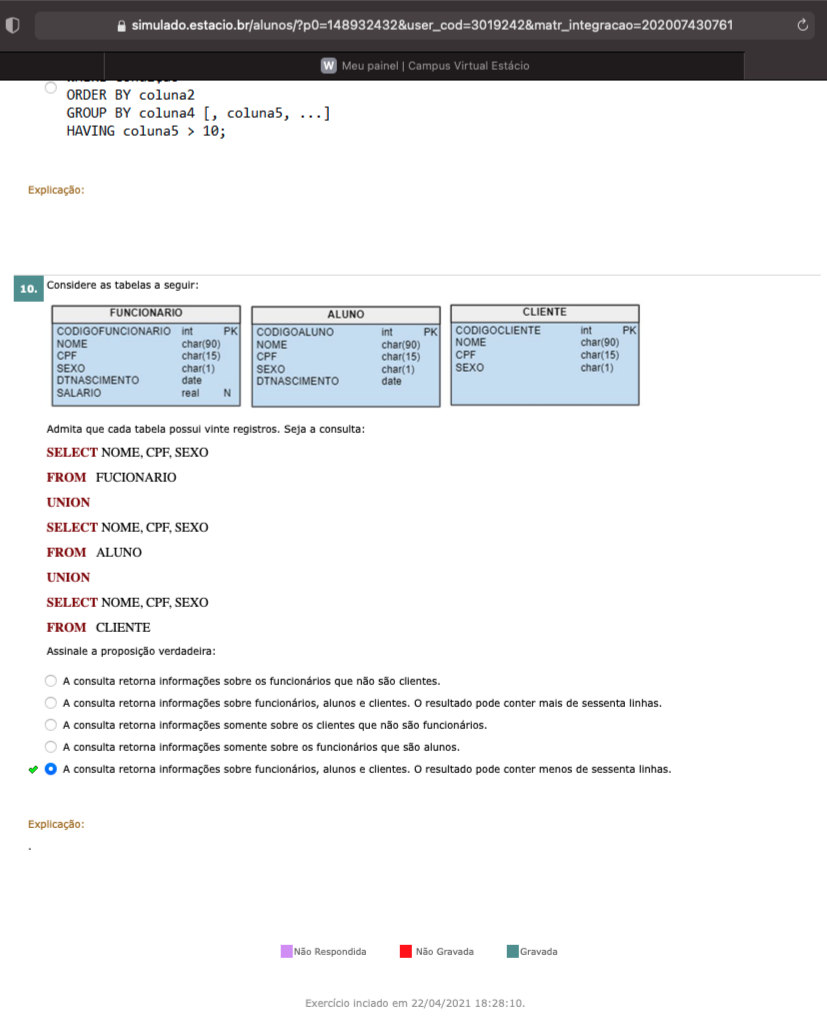 simulado.estacio.br/alunos/?p0=148932432&user_cod=3019242&matr_integracao=202007430761
W Meu painel | Campus Virtual Estácio
ORDER BY coluna2
GROUP BY coluna4 [, coluna5, ...]
HAVING coluna5 > 10;
Explicação:
10. Considere as tabelas a seguir:
FUNCIONARIO
CODIGOFUNCIONARIO int PK
NOME char(90)
CPF char(15)
SEXO char(1)
DTNASCIMENTO date
SALARIO real N
ALUNO
CODIGOALUNO int PK
NOME char(90)
CPF char(15)
SEXO char(1)
DTNASCIMENTO date
CLIENTE
CODIGOCLIENTE int PK
NOME char(90)
CPF char(15)
SEXO char(1)
Admita que cada tabela possui vinte registros. Seja a consulta:
SELECT NOME, CPF, SEXO
FROM FUCIONARIO
UNION
SELECT NOME, CPF, SEXO
FROM ALUNO
UNION
SELECT NOME, CPF, SEXO
FROM CLIENTE
Assinale a proposição verdadeira:
A consulta retorna informações sobre os funcionários que não são clientes.
A consulta retorna informações sobre funcionários, alunos e clientes. O resultado pode conter mais de sessenta linhas.
A consulta retorna informações somente sobre os clientes que não são funcionários.
A consulta retorna informações somente sobre os funcionários que são alunos.
A consulta retorna informações sobre funcionários, alunos e clientes. O resultado pode conter menos de sessenta linhas.
Explicação:
.
Não Respondida Não Gravada Gravada
Exercício inciado em 22/04/2021 18:28:10.